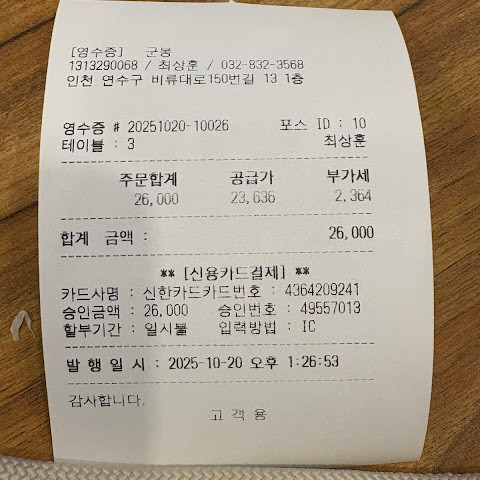 [영수증] 군봉
1313290068 / 최상훈 / 032-832-3568
인천 연수구 비류대로150번길 13 1층
영수증 # 20251020-10026 포스 ID : 10
테이블 : 3 최상훈
주문합계 공급가 부가세
26,000 23,636 2,364
합계 금액 : 26,000
** [신용카드결제] **
카드사명 : 신한카드카드번호 : 4364209241
승인금액 : 26,000 승인번호 : 49557013
할부기간 : 일시불 입력방법 : IC
발 행 일 시 : 2025-10-20 오후 1:26:53
감사합니다.
고 객 용